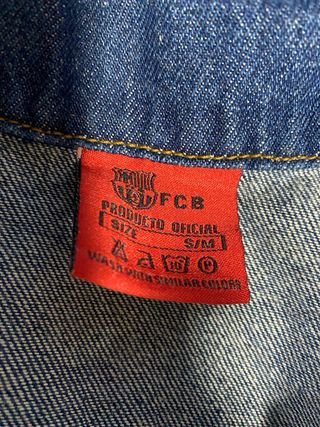 FCB
PRODUCTO OFICIAL
SIZE S/M
WASH WITH SIMILAR COLORS